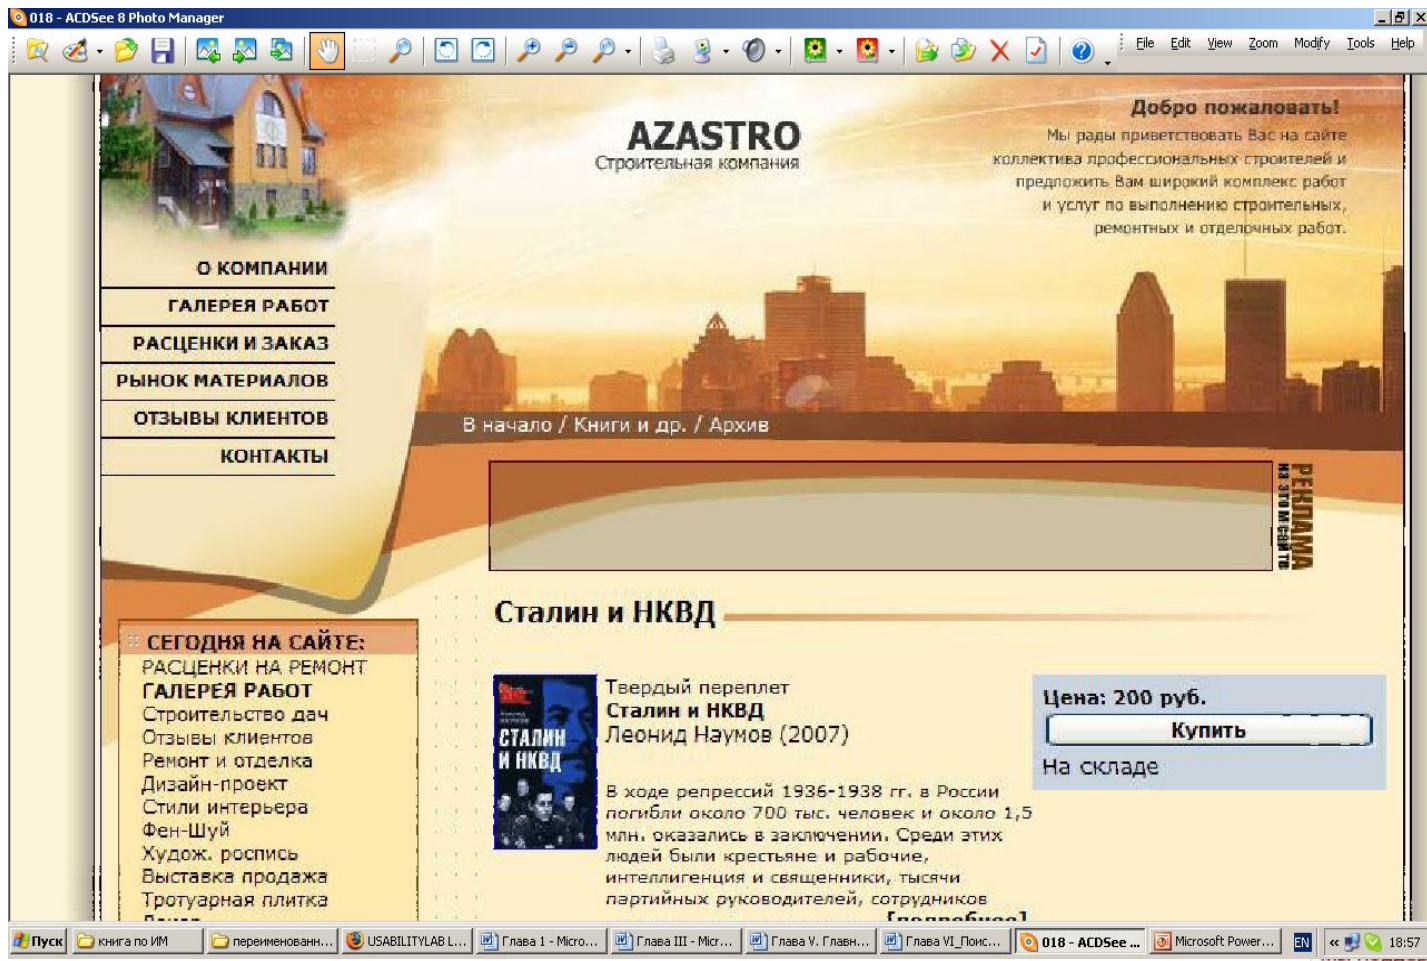 018 - ACDSee 8 Photo Manager
File Edit View Zoom Modify Tools Help
AZASTRO
Строительная компания
Добро пожаловать!
Мы рады приветствовать Вас на сайте
коллектива профессиональных строителей и
предложить Вам широкий комплекс работ
и услуг по выполнению строительных,
ремонтных и отделочных работ.
О КОМПАНИИ
ГАЛЕРЕЯ РАБОТ
РАСЦЕНКИ И ЗАКАЗ
РЫНОК МАТЕРИАЛОВ
ОТЗЫВЫ КЛИЕНТОВ
КОНТАКТЫ
В начало / Книги и др. / Архив
РЕКЛАМА
на этом сайте
СЕГОДНЯ НА САЙТЕ:
РАСЦЕНКИ НА РЕМОНТ
ГАЛЕРЕЯ РАБОТ
Строительство дач
Отзывы клиентов
Ремонт и отделка
Дизайн-проект
Стили интерьера
Фен-Шуй
Худож. роспись
Выставка продажа
Тротуарная плитка
Сталин и НКВД
СТАЛИН
И НКВД
Твердый переплет
Сталин и НКВД
Леонид Наумов (2007)
В ходе репрессий 1936-1938 гг. в России
погибли около 700 тыс. человек и около 1,5
млн. оказались в заключении. Среди этих
людей были крестьяне и рабочие,
интеллигенция и священники, тысячи
партийных руководителей, сотрудников
[подробнее]
Цена: 200 руб.
Купить
На складе
Пуск
книга по ИМ
переименованн...
USABILITYLAB L...
Глава 1 - Micro...
Глава III - Micr...
Глава V. Главн...
Глава VI_Поис...
018 - ACDSee ...
Microsoft Power...
EN
18:57